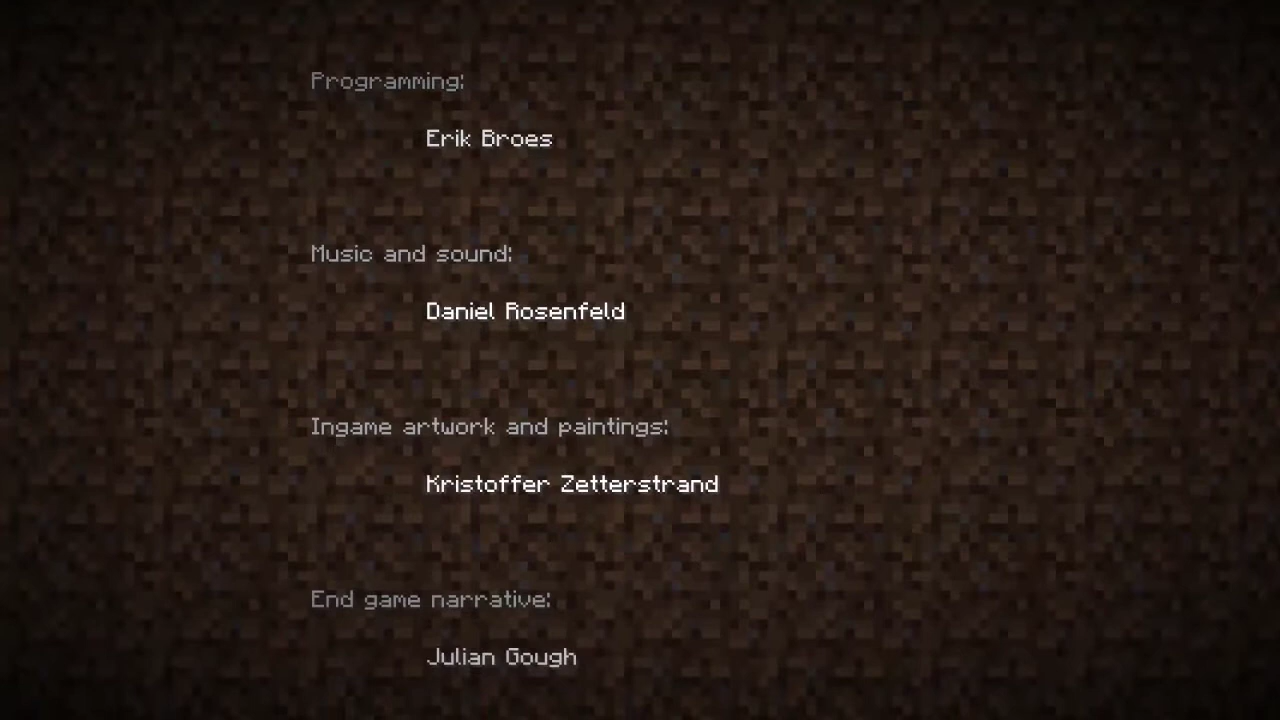 Programming:
Erik Broes
Music and sound:
Daniel Rosenfeld
Ingame artwork and paintings:
Kristoffer Zetterstrand
End game narrative:
Julian Gough